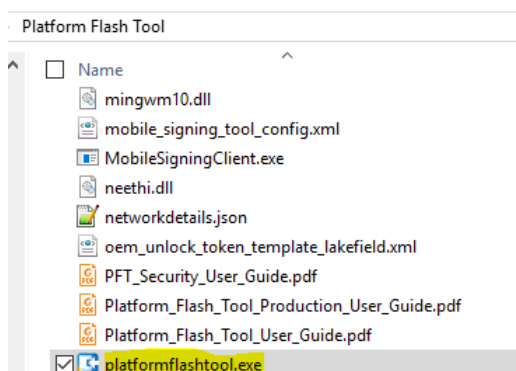 Platform Flash Tool
Name
mingwm10.dll
mobile_signing_tool_config.xml
MobileSigningClient.exe
neethi.dll
networkdetails.json
oem_unlock_token_template_lakefield.xml
PFT_Security_User_Guide.pdf
Platform_Flash_Tool_Production_User_Guide.pdf
Platform_Flash_Tool_User_Guide.pdf
platformflashtool.exe